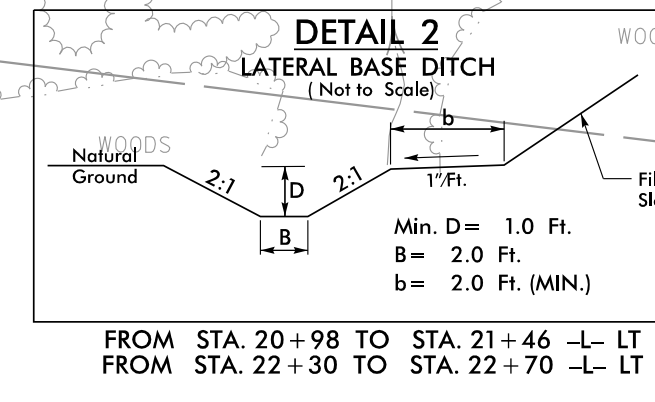 DETAIL 2
LATERAL BASE DITCH
( Not to Scale)
WOODS
b
Natural
Ground
2:1
D
2:1
1"/Ft.
B
Min. D= 1.0 Ft.
B= 2.0 Ft.
b= 2.0 Ft. (MIN.)
FROM STA. 20+98 TO STA. 21+46 -L- LT
FROM STA. 22+30 TO STA. 22+70 -L- LT